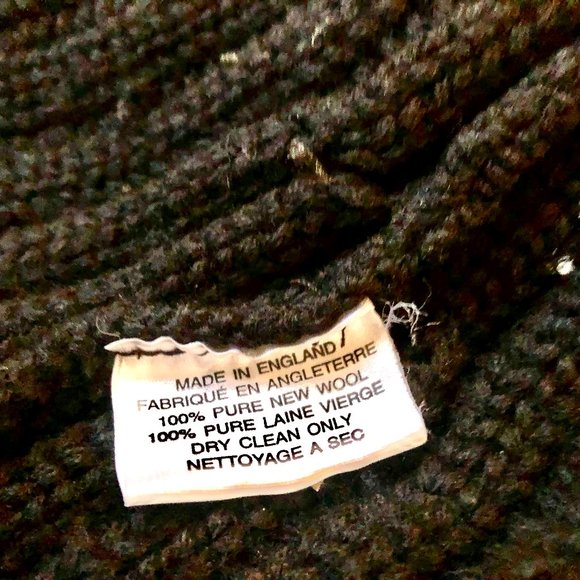 MADE IN ENGLAND/
FABRIQUÉ EN ANGLETERRE
100% PURE NEW WOOL
100% PURE LAINE VIERGE
DRY CLEAN ONLY
NETTOYAGE A SEC